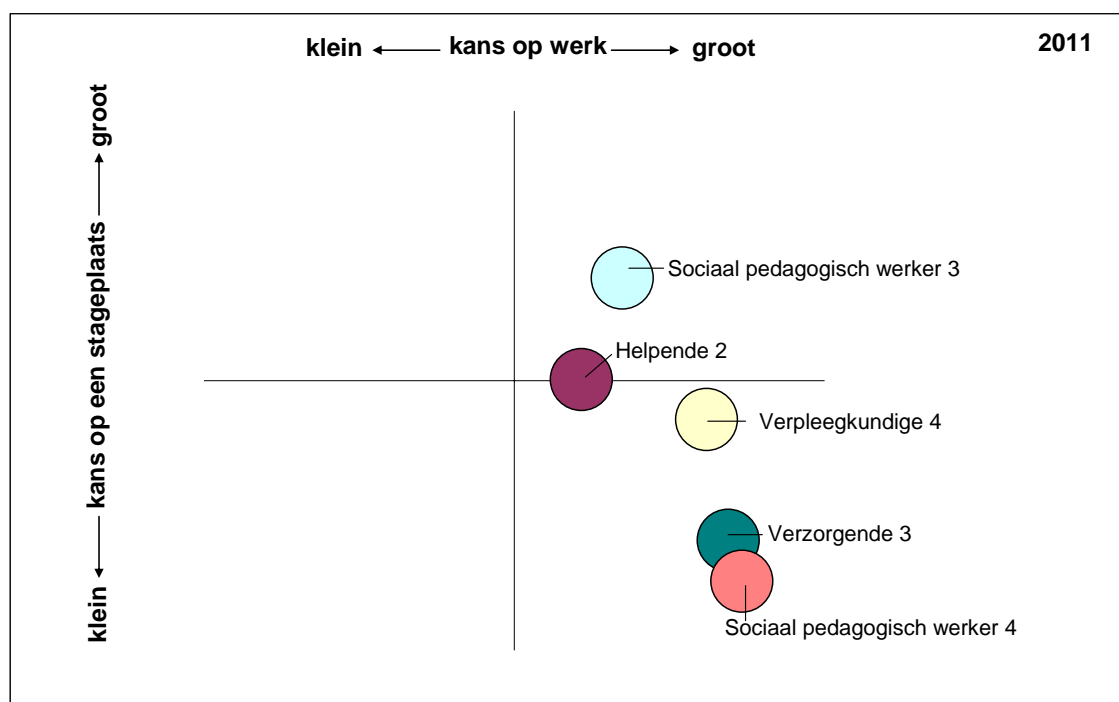 klein kans op werk groot
2011
klein kans op een stageplaats groot
Sociaal pedagogisch werker 3
Helpende 2
Verpleegkundige 4
Verzorgende 3
Sociaal pedagogisch werker 4